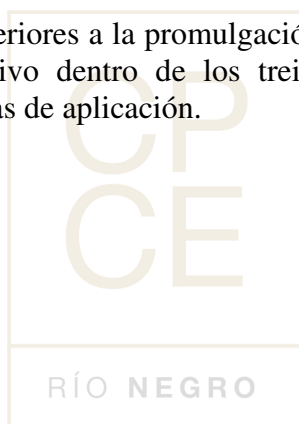 eriores a la promulgació
ivo dentro de los trei
as de aplicación.
CP
CE
RÍO NEGRO